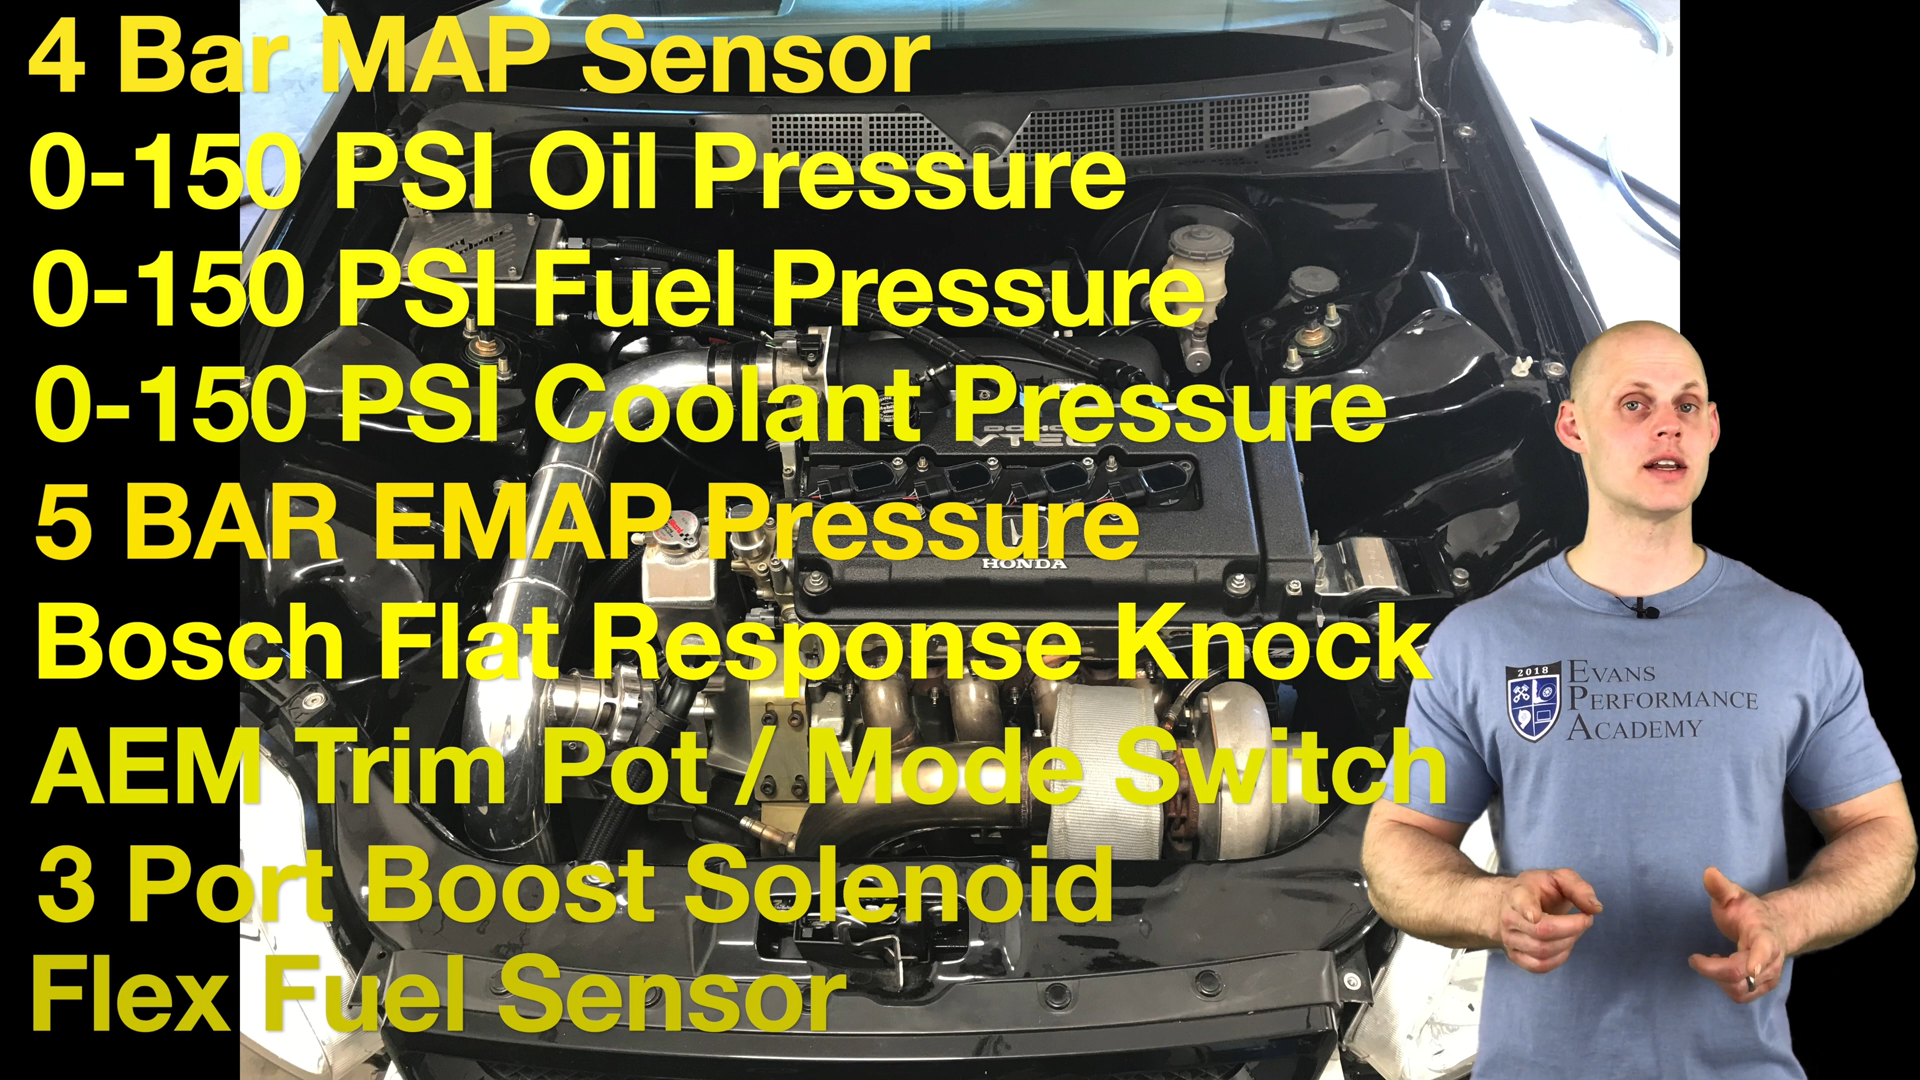 4 Bar MAP Sensor
0-150 PSI Oil Pressure
0-150 PSI Fuel Pressure
0-150 PSI Coolant Pressure
5 BAR EMAP Pressure
Bosch Flat Response Knock
AEM Trim Pot / Mode Switch
3 Port Boost Solenoid
Flex Fuel Sensor
DOHC
VTEC
HONDA
2018
EVANS
PERFORMANCE
ACADEMY